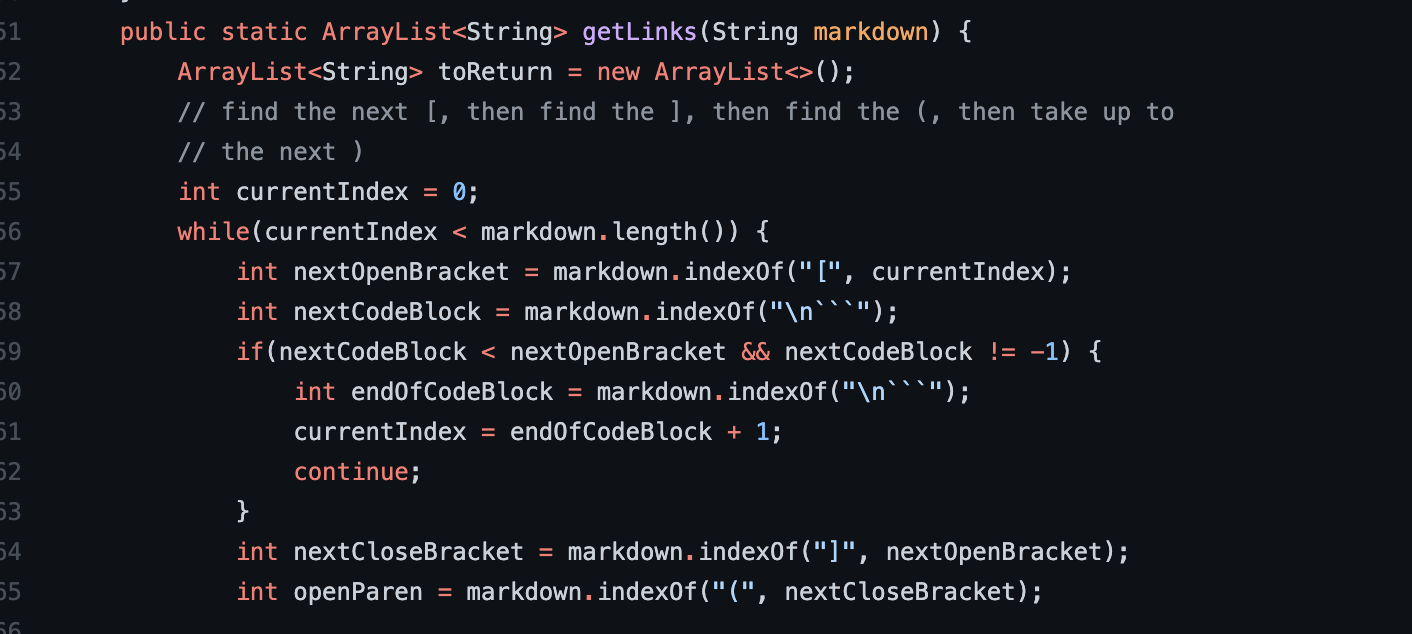 51 public static ArrayList<String> getLinks(String markdown) {
52 ArrayList<String> toReturn = new ArrayList<>();
53 // find the next [, then find the ], then find the (, then take up to
54 // the next )
55 int currentIndex = 0;
56 while(currentIndex < markdown.length()) {
57 int nextOpenBracket = markdown.indexOf("[", currentIndex);
58 int nextCodeBlock = markdown.indexOf("\n```");
59 if(nextCodeBlock < nextOpenBracket && nextCodeBlock != -1) {
60 int endOfCodeBlock = markdown.indexOf("\n```");
61 currentIndex = endOfCodeBlock + 1;
62 continue;
63 }
64 int nextCloseBracket = markdown.indexOf("]", nextOpenBracket);
65 int openParen = markdown.indexOf("(", nextCloseBracket);
66